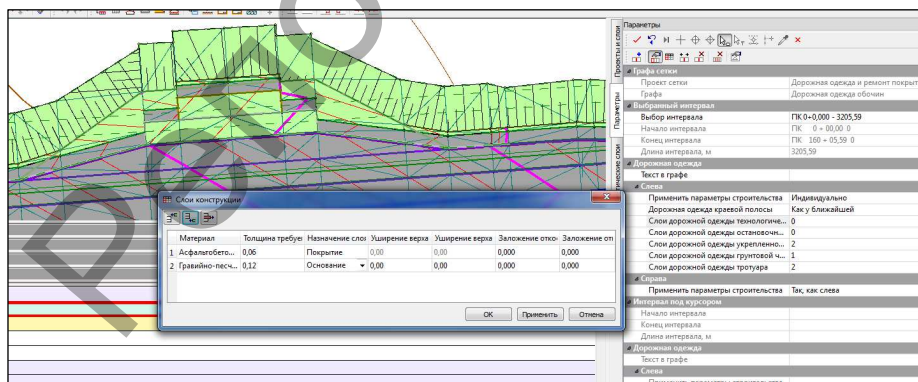 Параметры
Проекты и слои
Параметры
Графа сетки
Проект сетки Дорожная одежда и ремонт покрыт
Графа Дорожная одежда обочин
Выбранный интервал
Выбор интервала ПК 0+0,000 - 3205,59
Начало интервала ПК 0 + 00,00 0
Конец интервала ПК 160 + 05,59 0
Длина интервала, м 3205,59
Дорожная одежда
Текст в графе
Слева
Применить параметры строительства Индивидуально
Дорожная одежда краевой полосы Как у ближайшей
Слои дорожной одежды технологиче... 0
Слои дорожной одежды остановочн... 0
Слои дорожной одежды укрепленно... 2
Слои дорожной одежды грунтовой ч... 1
Слои дорожной одежды тротуара 2
Справа
Применить параметры строительства Так, как слева
Интервал под курсором
Начало интервала
Конец интервала
Длина интервала, м
Дорожная одежда
Текст в графе
Слева
Слои конструкции
Материал Толщина требуе Назначение сло Уширение верха Уширение верха Заложение отко Заложение от
1 Асфальтобето... 0,06 Покрытие 0,00 0,00 0,000 0,000
2 Гравийно-песч... 0,12 Основание 0,00 0,00 0,000 0,000
ОК Применить Отмена